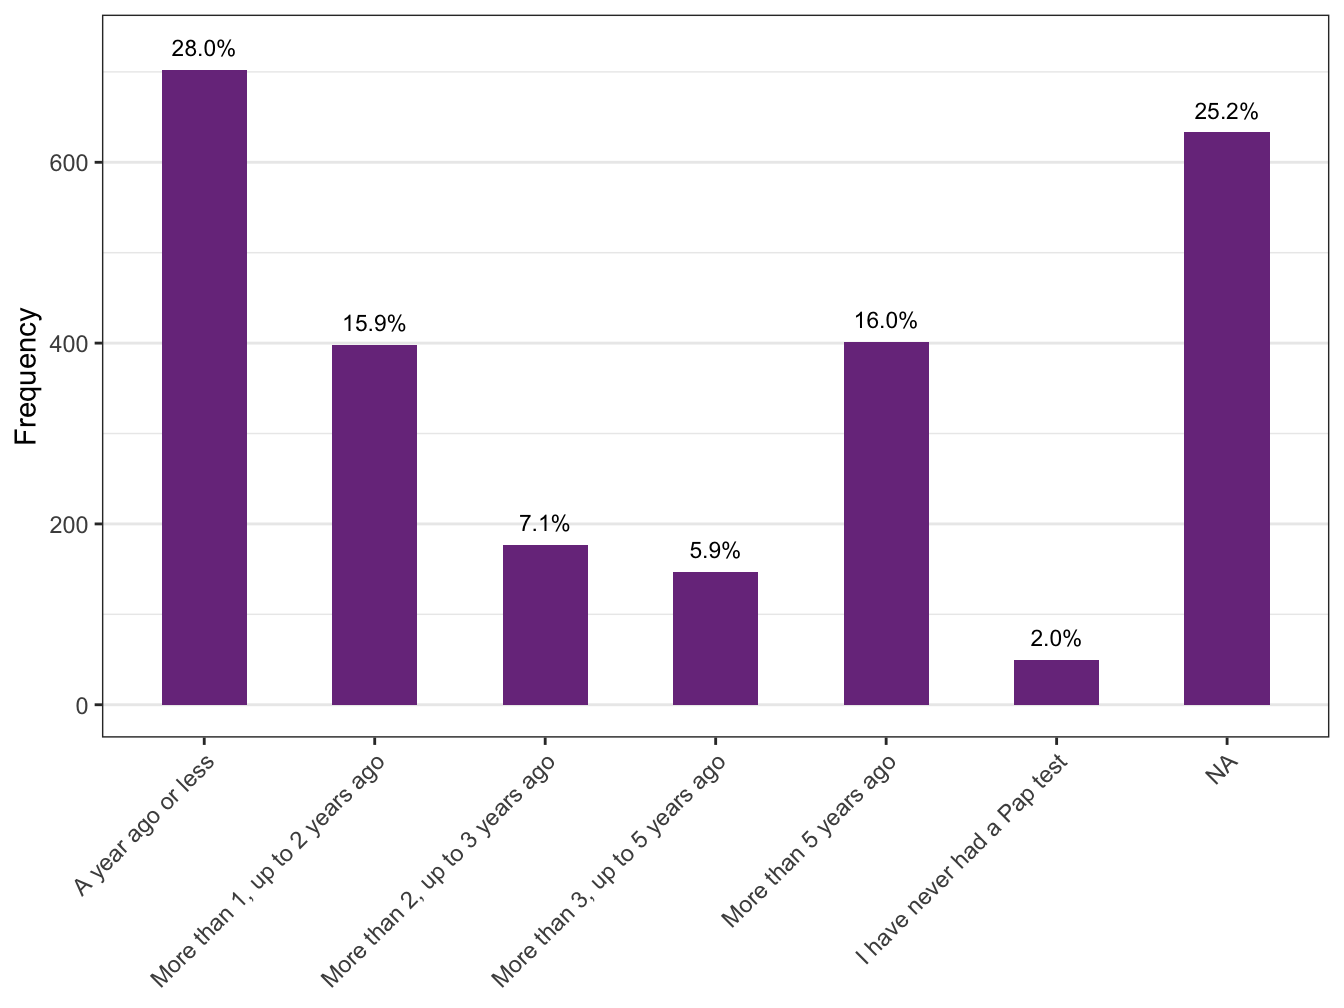 28.0%
25.2%
15.9%
16.0%
7.1%
5.9%
2.0%
Frequency
600
400
200
0
A year ago or less
More than 1, up to 2 years ago
More than 2, up to 3 years ago
More than 3, up to 5 years ago
More than 5 years ago
I have never had a Pap test
NA